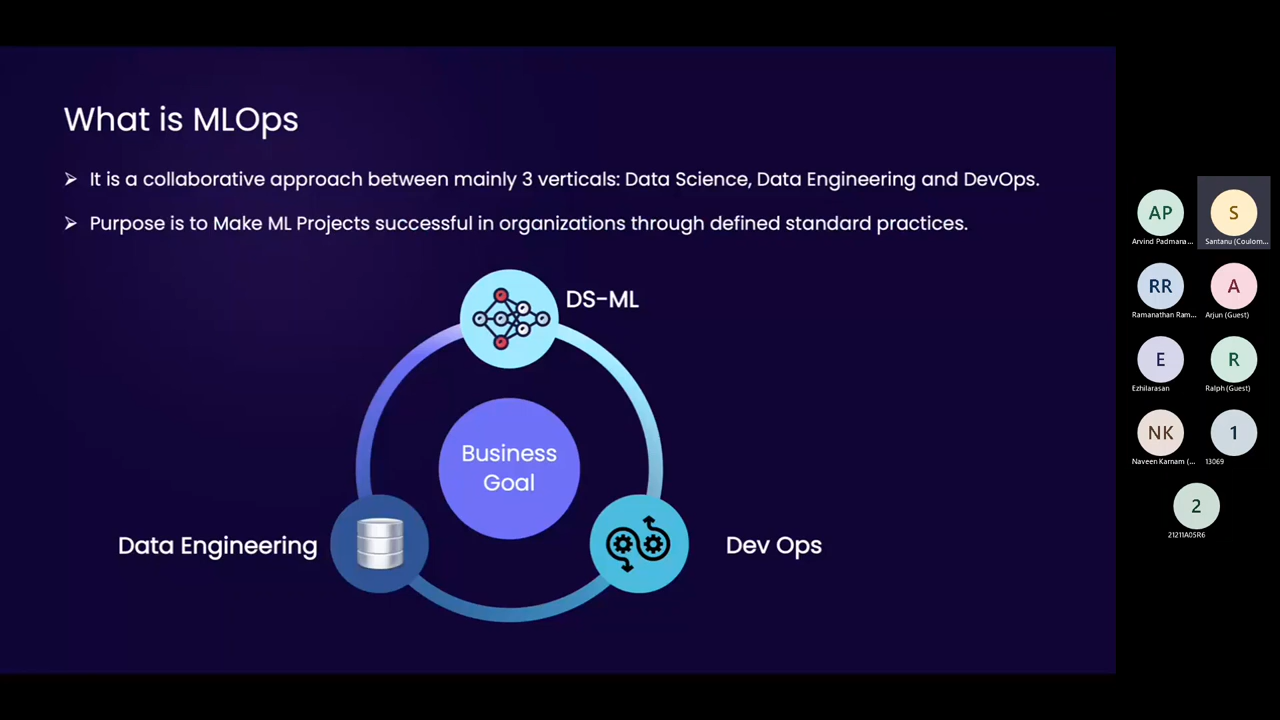 What is MLOps
It is a collaborative approach between mainly 3 verticals: Data Science, Data Engineering and DevOps.
Purpose is to Make ML Projects successful in organizations through defined standard practices.
DS-ML
Business
Goal
Data Engineering
Dev Ops
AP
Arvind Padmana...
S
Santanu (Coulom...
RR
Ramanathan Ram...
A
Arjun (Guest)
E
Ezhilarasan
R
Ralph (Guest)
NK
Naveen Karnam (...
1
13069
2
21211A05R6